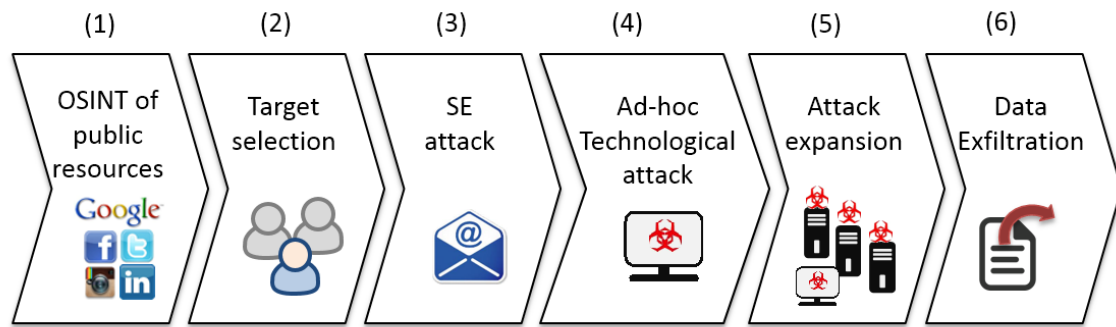 (1)
(2)
(3)
(4)
(5)
(6)
OSINT of
public
resources
Google
f
t
in
Target
selection
SE
attack
@
Ad-hoc
Technological
attack
Attack
expansion
Data
Exfiltration